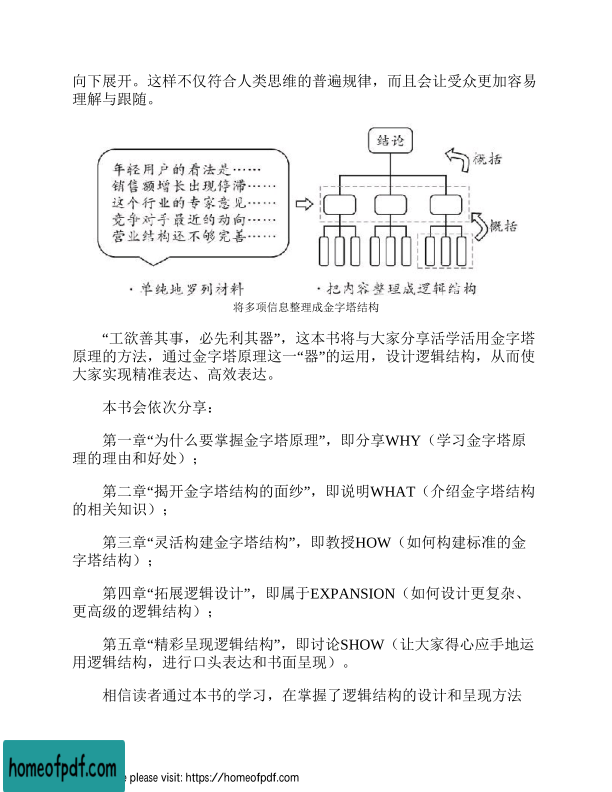 向下展开。这样不仅符合人类思维的普遍规律，而且会让受众更加容易
理解与跟随。
结论
概括
年轻用户的看法是……
销售额增长出现停滞……
这个行业的专家意见……
竞争对手最近的动向……
营业结构还不够完善……
概括
·单纯地罗列材料
·把内容整理成逻辑结构
将多项信息整理成金字塔结构
“工欲善其事，必先利其器”，这本书将与大家分享活学活用金字塔
原理的方法，通过金字塔原理这一“器”的运用，设计逻辑结构，从而使
大家实现精准表达、高效表达。
本书会依次分享：
第一章“为什么要掌握金字塔原理”，即分享WHY（学习金字塔原
理的理由和好处）；
第二章“揭开金字塔结构的面纱”，即说明WHAT（介绍金字塔结构
的相关知识）；
第三章“灵活构建金字塔结构”，即教授HOW（如何构建标准的金
字塔结构）；
第四章“拓展逻辑设计”，即属于EXPANSION（如何设计更复杂、
更高级的逻辑结构）；
第五章“精彩呈现逻辑结构”，即讨论SHOW（让大家得心应手地运
用逻辑结构，进行口头表达和书面呈现）。
相信读者通过本书的学习，在掌握了逻辑结构的设计和呈现方法
homeofpdf.com
please visit: https://homeofpdf.com